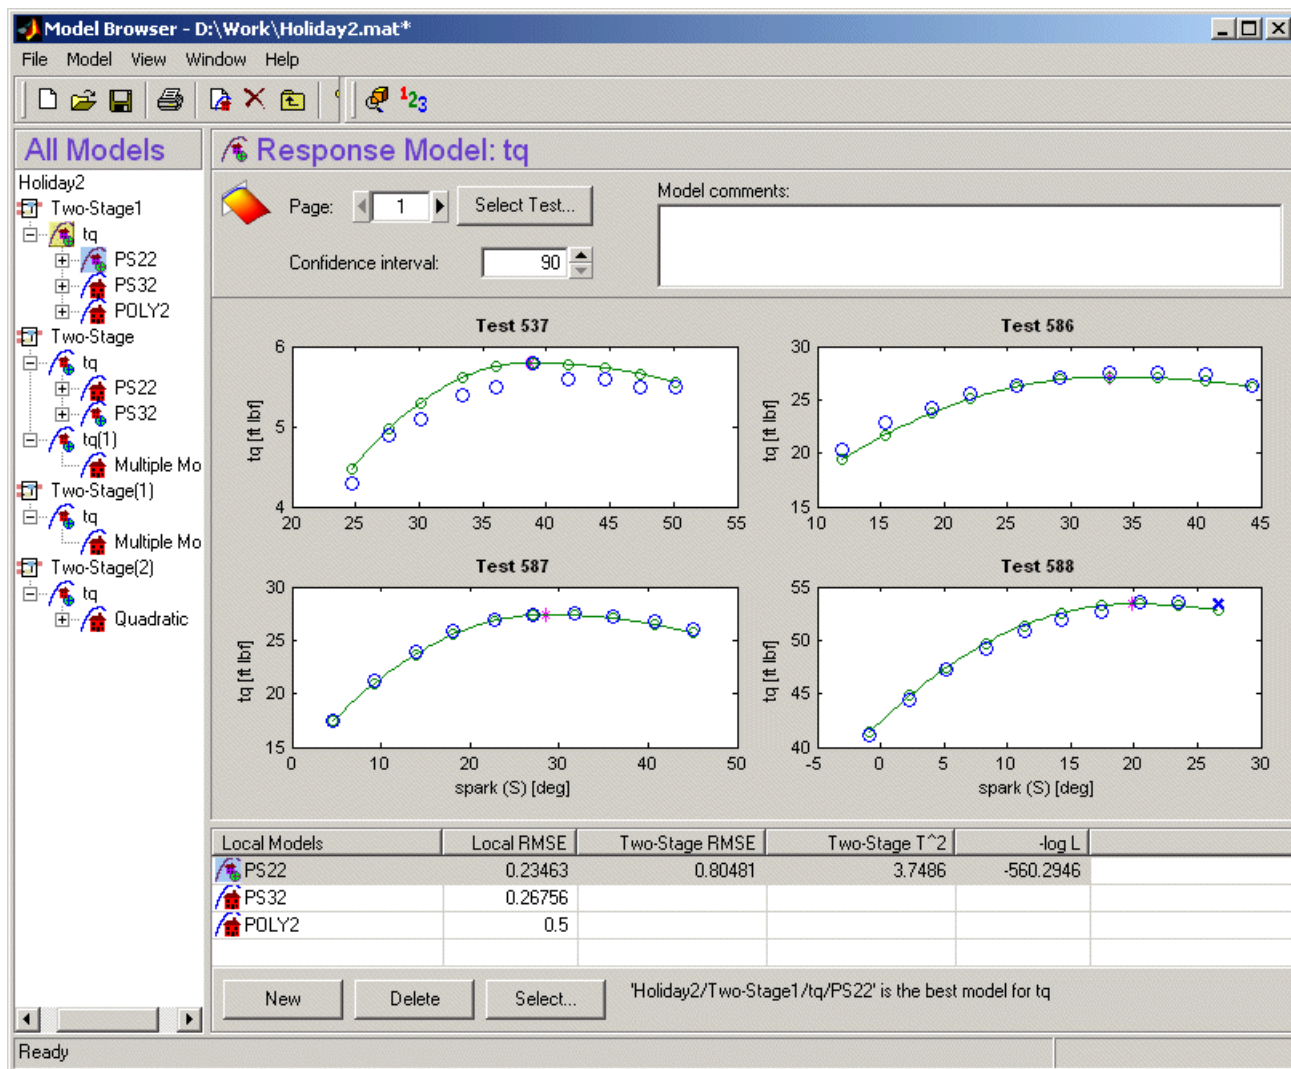 Model Browser - D:\Work\Holiday2.mat*
File Model View Window Help
123
All Models
Holiday2
Two-Stage1
tq
PS22
PS32
POLY2
Two-Stage
tq
PS22
PS32
tq(1)
Multiple Mo
Two-Stage(1)
tq
Multiple Mo
Two-Stage(2)
tq
Quadratic
Response Model: tq
Page: 1 Select Test...
Confidence interval: 90
Model comments:
Test 537
6
5
4
tq [ft lbf]
20 25 30 35 40 45 50 55
Test 586
30
25
20
15
tq [ft lbf]
10 15 20 25 30 35 40 45
Test 587
30
25
20
15
tq [ft lbf]
0 10 20 30 40 50
spark (S) [deg]
Test 588
55
50
45
40
tq [ft lbf]
-5 0 5 10 15 20 25 30
spark (S) [deg]
Local Models Local RMSE Two-Stage RMSE Two-Stage T^2 -log L
PS22 0.23463 0.80481 3.7486 -560.2946
PS32 0.26756
POLY2 0.5
New Delete Select... 'Holiday2/Two-Stage1/tq/PS22' is the best model for tq
Ready